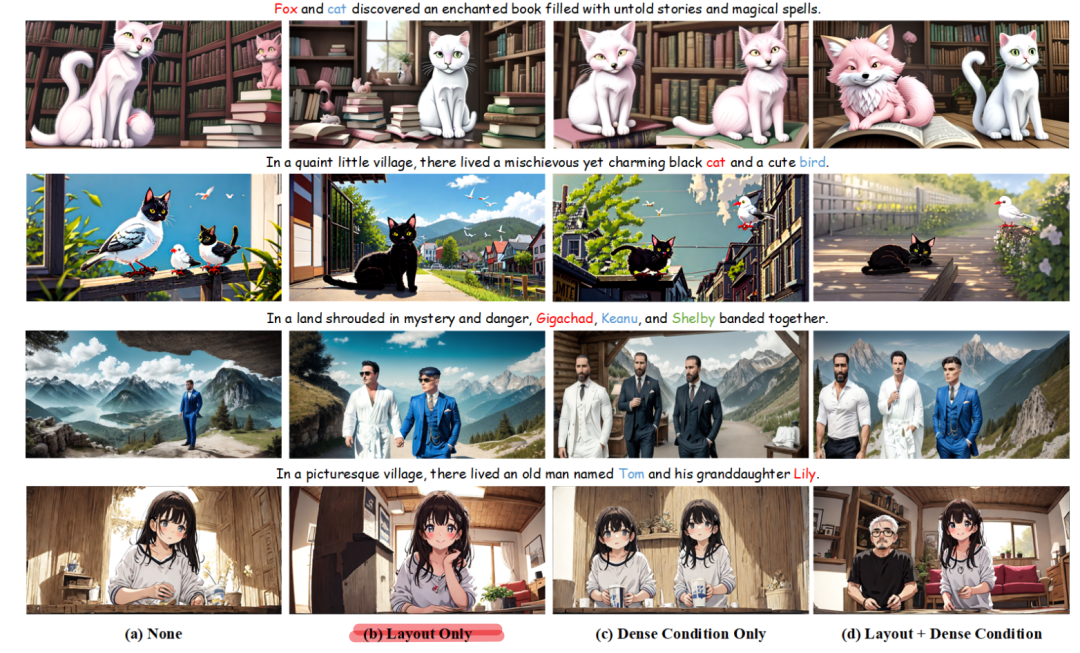 Fox and cat discovered an enchanted book filled with untold stories and magical spells.
In a quaint little village, there lived a mischievous yet charming black cat and a cute bird.
In a land shrouded in mystery and danger, Gigachad, Keanu, and Shelby banded together.
In a picturesque village, there lived an old man named Tom and his granddaughter Lily.
(a) None
(b) Layout Only
(c) Dense Condition Only
(d) Layout + Dense Condition